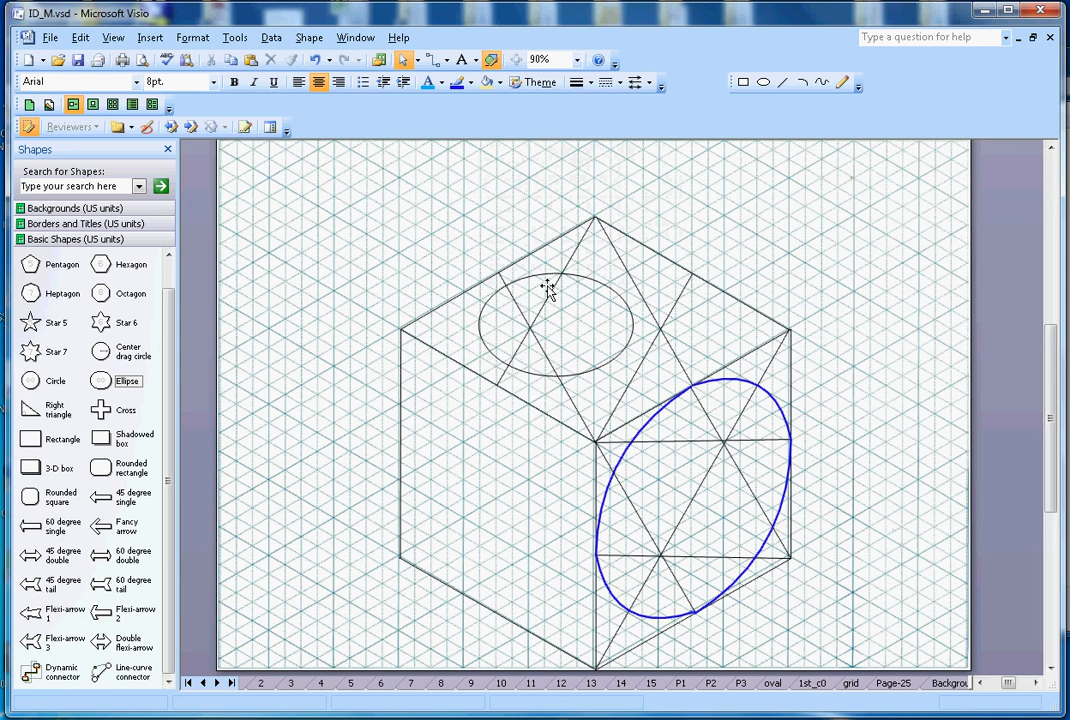 ID_M.vsd - Microsoft Visio
File Edit View Insert Format Tools Data Shape Window Help
Type a question for help
90%
Arial 8pt. B I U Theme
Reviewers
Shapes
Search for Shapes:
Type your search here
Backgrounds (US units)
Borders and Titles (US units)
Basic Shapes (US units)
Pentagon Hexagon
Heptagon Octagon
Star 5 Star 6
Star 7 Center drag circle
Circle Ellipse
Right triangle Cross
Rectangle Shadowed box
3-D box Rounded rectangle
Rounded square 45 degree single
60 degree single Fancy arrow
45 degree double 60 degree double
45 degree tail 60 degree tail
Flexi-arrow 1 Flexi-arrow 2
Flexi-arrow 3 Double flexi-arrow
Dynamic connector Line-curve connector
2 3 4 5 6 7 8 9 10 11 12 13 14 15 P1 P2 P3 oval 1st_c0 grid Page-25 Backgrou